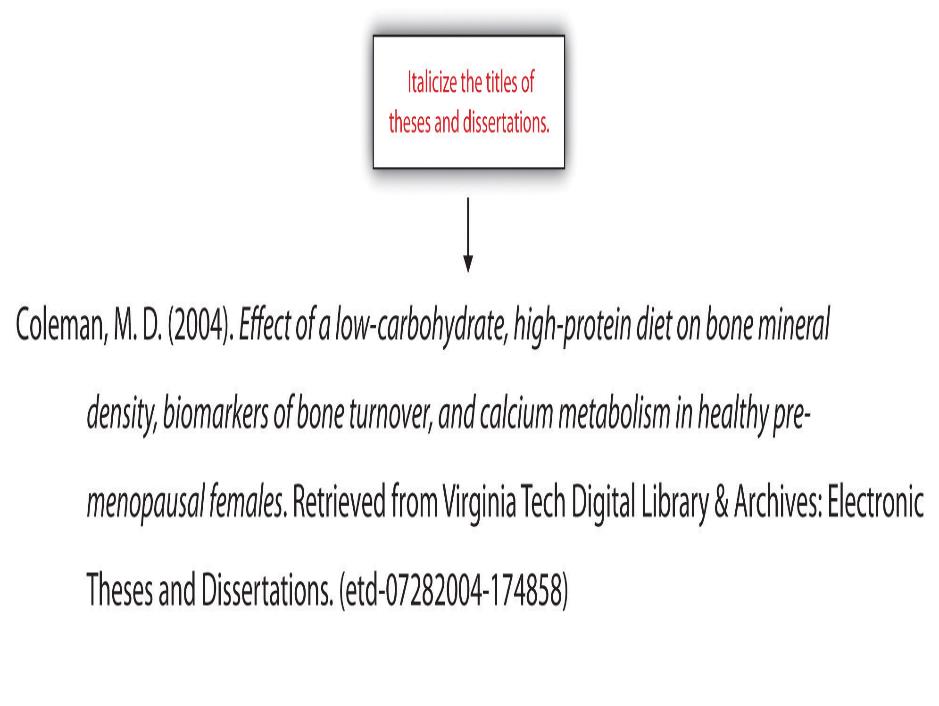 Italicize the titles of
theses and dissertations.
Coleman, M. D. (2004). Effect of a low-carbohydrate, high-protein diet on bone mineral
density, biomarkers of bone turnover, and calcium metabolism in healthy pre-
menopausal females. Retrieved from Virginia Tech Digital Library & Archives: Electronic
Theses and Dissertations. (etd-07282004-174858)